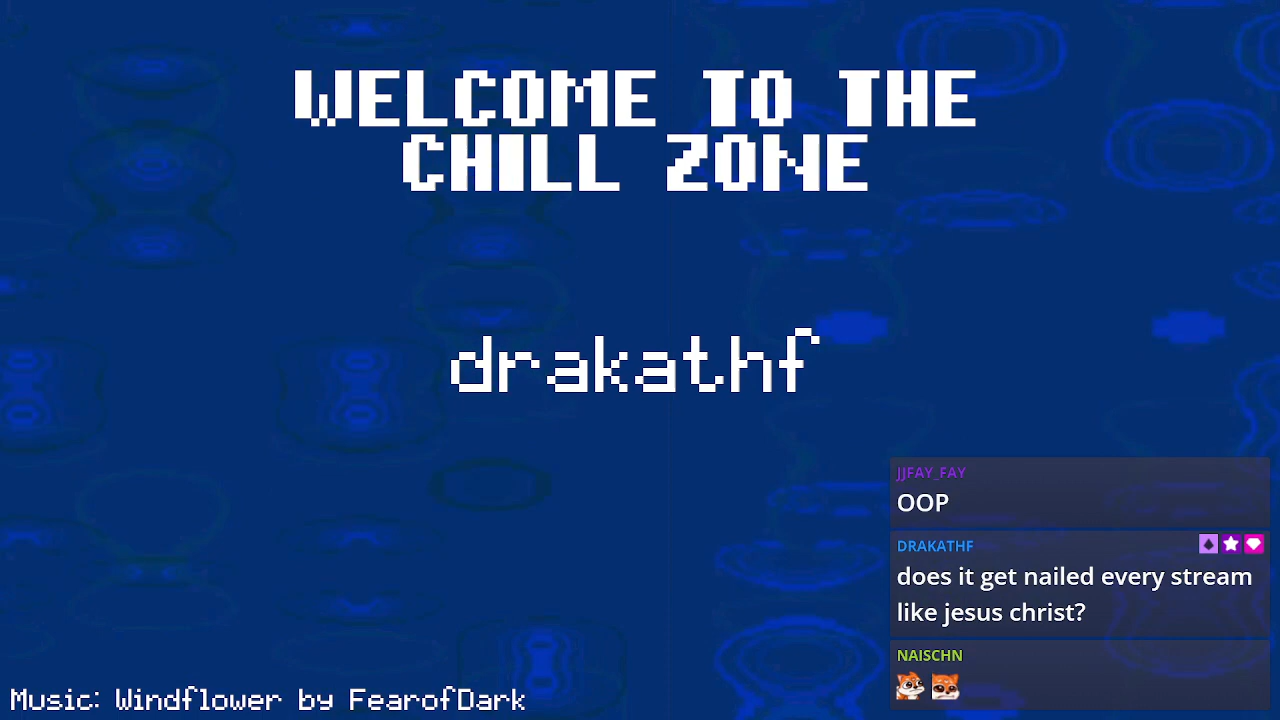 WELCOME TO THE
CHILL ZONE
drakathf
JJFAY_FAY
OOP
DRAKATHF
does it get nailed every stream
like jesus christ?
NAISCHN
Music: Windflower by FearofDark